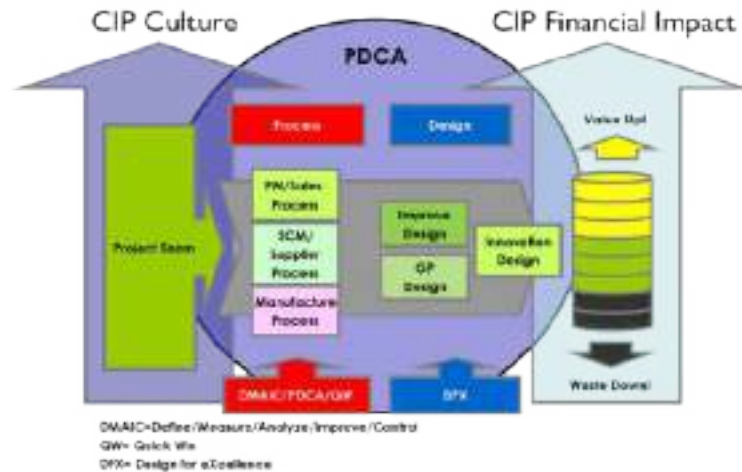 CIP Culture
CIP Financial Impact
PDCA
Process
Design
Value Up!
PM/Sales
Process
SCM/
Supplier
Process
Manufacture
Process
Project Team
Improve
Design
GP
Design
Innovation
Design
Waste Down!
DMAIC/PDCA/QW
DFX
DMAIC=Define/Measure/Analyze/Improve/Control
QW= Quick Win
DFX= Design for eXcellence